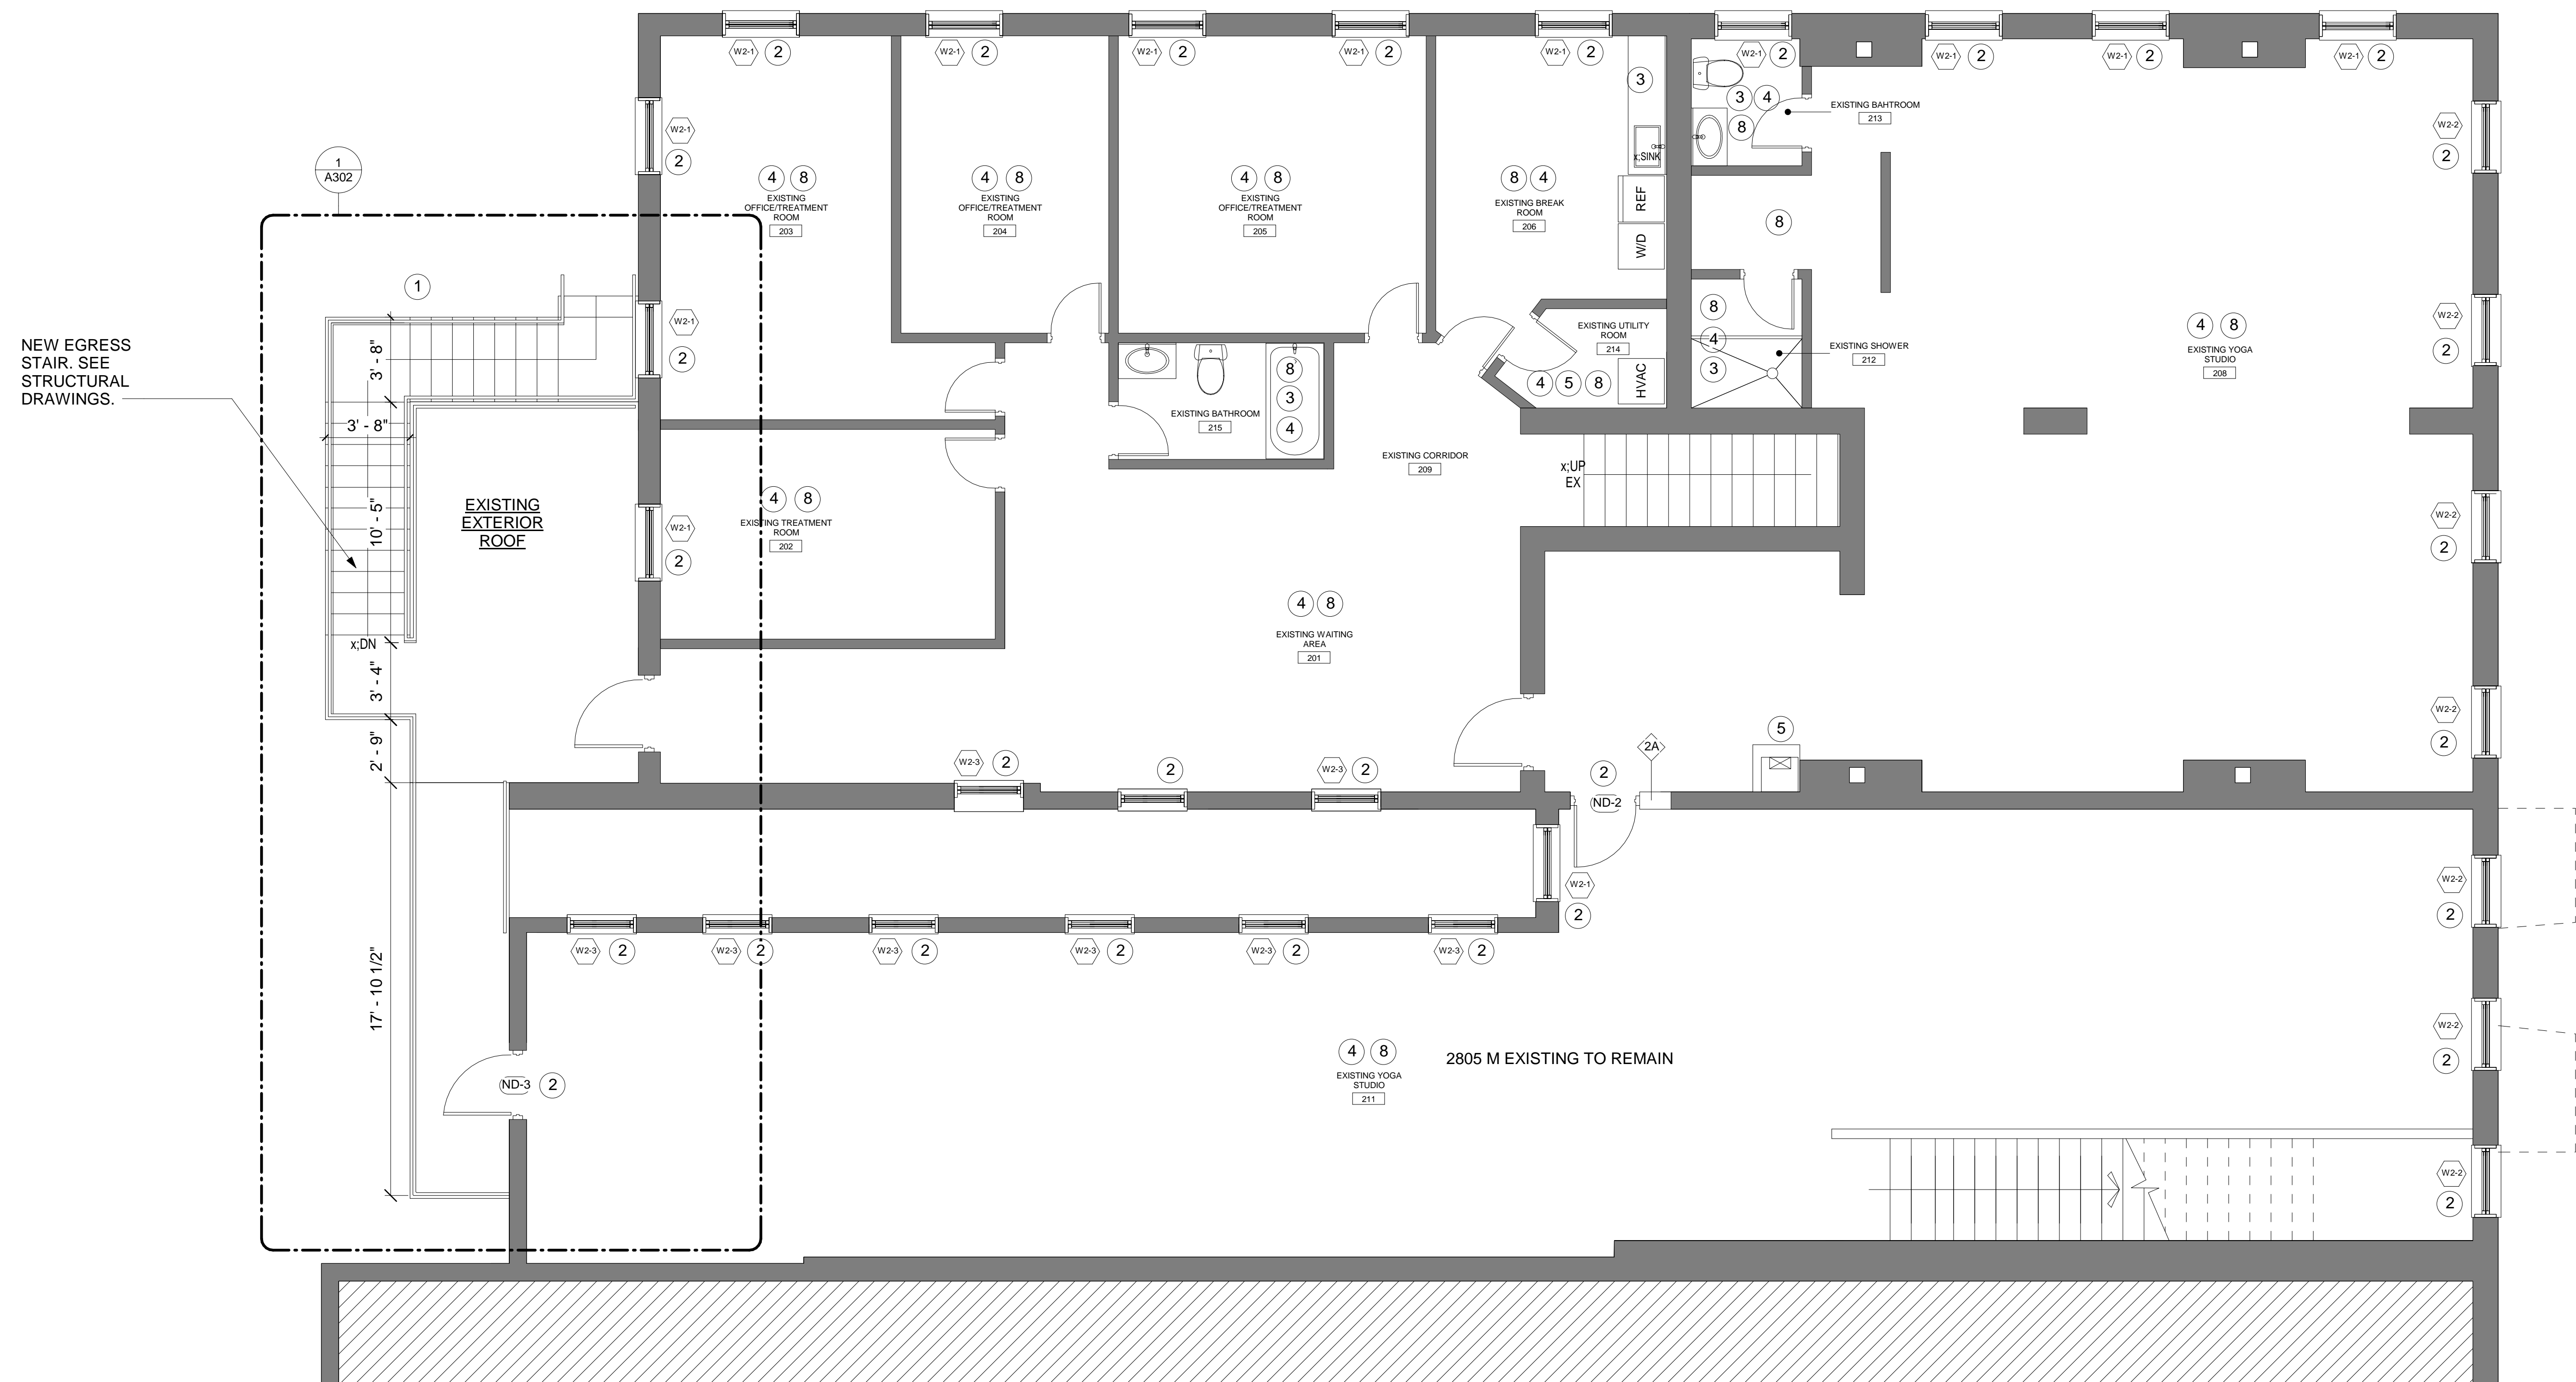 W2-1 2 W2-1 2 W2-1 2 W2-1 2 W2-1 2 W2-1 2 W2-1 2 W2-1 2 W2-1 2
3
3 4
8
EXISTING BAHTROOM
213
W2-1
2
W2-2
2
x;SINK
REF
W/D
1
A302
4 8
EXISTING
OFFICE/TREATMENT
ROOM
203
4 8
EXISTING
OFFICE/TREATMENT
ROOM
204
4 8
EXISTING
OFFICE/TREATMENT
ROOM
205
8 4
EXISTING BREAK
ROOM
206
8
1
W2-1
2
NEW EGRESS
STAIR. SEE
STRUCTURAL
DRAWINGS.
3' - 8"
3' - 8"
10' - 5"
3' - 4"
2' - 9"
17' - 10 1/2"
x;DN
EXISTING
EXTERIOR
ROOF
EXISTING UTILITY
ROOM
214
4 5 8
HVAC
8
4
3
EXISTING SHOWER
212
4 8
EXISTING YOGA
STUDIO
208
W2-2
2
EXISTING BATHROOM
215
8
3
4
EXISTING CORRIDOR
209
x;UP
EX
4 8
EXISTING TREATMENT
ROOM
202
W2-1
2
W2-2
2
4 8
EXISTING WAITING
AREA
201
W2-2
2
5
2A
2
ND-2
W2-3 2 2 W2-3 2
W2-1
2
W2-2
2
W2-3 2 W2-3 2 W2-3 2 W2-3 2 W2-3 2 W2-3 2
W2-2
2
ND-3 2
4 8
EXISTING YOGA
STUDIO
211
2805 M EXISTING TO REMAIN
W2-2
2